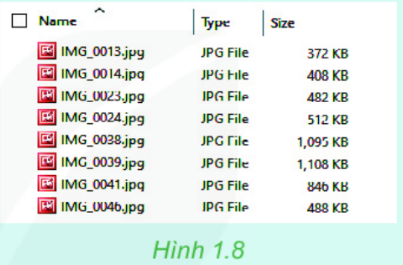 Name Type Size
IMG_0013.jpg JPG File 372 KB
IMG_0014.jpg JPG File 408 KB
IMG_0023.jpg JPG File 482 KB
IMG_0024.jpg JPG File 512 KB
IMG_0038.jpg JPG File 1,095 KB
IMG_0039.jpg JPG File 1,108 KB
IMG_0041.jpg JPG File 846 KB
IMG_0046.jpg JPG File 488 KB
Hình 1.8